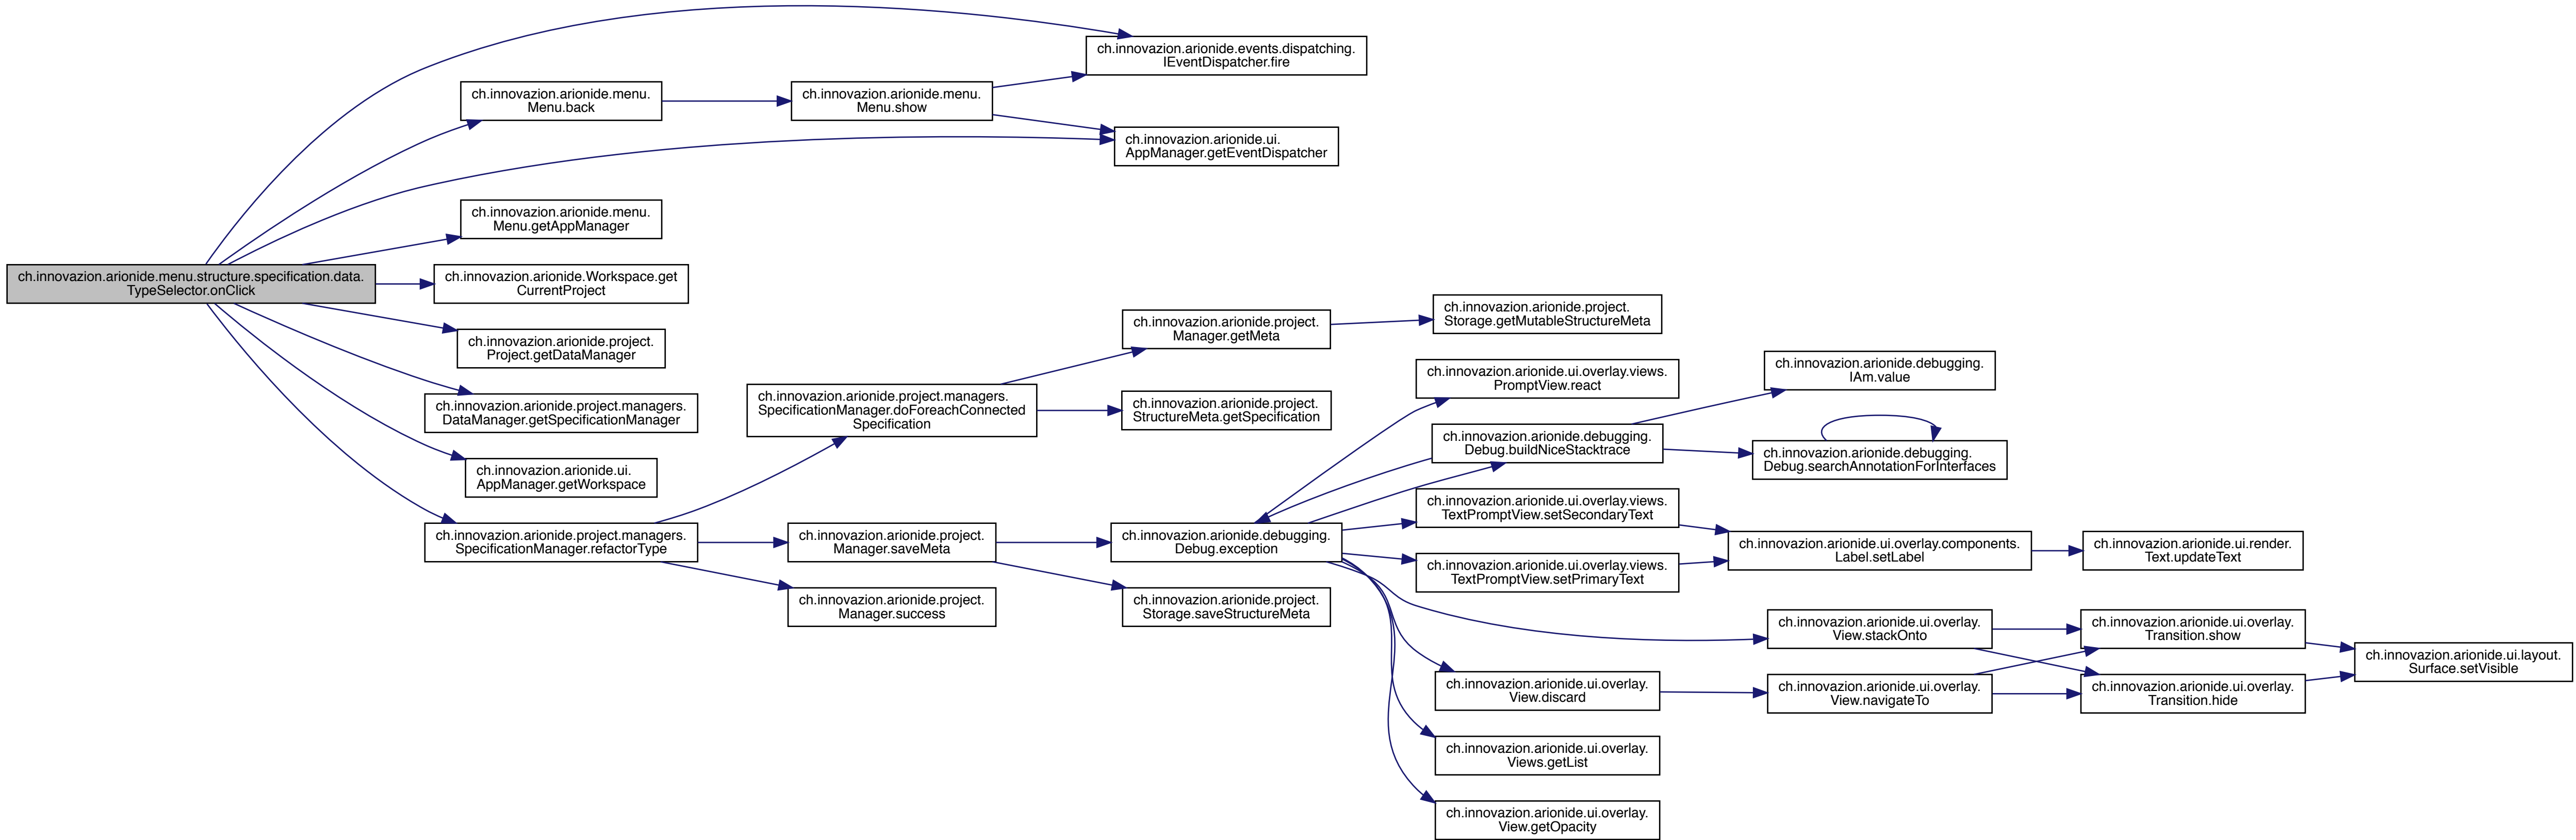 ch.innovazion.arionide.menu.structure.specification.data.
TypeSelector.onClick
ch.innovazion.arionide.menu.
Menu.back
ch.innovazion.arionide.menu.
Menu.show
ch.innovazion.arionide.events.dispatching.
IEventDispatcher.fire
ch.innovazion.arionide.ui.
AppManager.getEventDispatcher
ch.innovazion.arionide.menu.
Menu.getAppManager
ch.innovazion.arionide.Workspace.get
CurrentProject
ch.innovazion.arionide.project.
Project.getDataManager
ch.innovazion.arionide.project.managers.
DataManager.getSpecificationManager
ch.innovazion.arionide.ui.
AppManager.getWorkspace
ch.innovazion.arionide.project.managers.
SpecificationManager.refactorType
ch.innovazion.arionide.project.managers.
SpecificationManager.doForeachConnected
Specification
ch.innovazion.arionide.project.
Manager.saveMeta
ch.innovazion.arionide.project.
Manager.success
ch.innovazion.arionide.project.
Manager.getMeta
ch.innovazion.arionide.project.
StructureMeta.getSpecification
ch.innovazion.arionide.debugging.
Debug.exception
ch.innovazion.arionide.project.
Storage.saveStructureMeta
ch.innovazion.arionide.project.
Storage.getMutableStructureMeta
ch.innovazion.arionide.ui.overlay.views.
PromptView.react
ch.innovazion.arionide.debugging.
Debug.buildNiceStacktrace
ch.innovazion.arionide.ui.overlay.views.
TextPromptView.setSecondaryText
ch.innovazion.arionide.ui.overlay.views.
TextPromptView.setPrimaryText
ch.innovazion.arionide.ui.overlay.
View.discard
ch.innovazion.arionide.ui.overlay.
Views.getList
ch.innovazion.arionide.ui.overlay.
View.getOpacity
ch.innovazion.arionide.debugging.
IAm.value
ch.innovazion.arionide.debugging.
Debug.searchAnnotationForInterfaces
ch.innovazion.arionide.ui.overlay.components.
Label.setLabel
ch.innovazion.arionide.ui.render.
Text.updateText
ch.innovazion.arionide.ui.overlay.
View.stackOnto
ch.innovazion.arionide.ui.overlay.
View.navigateTo
ch.innovazion.arionide.ui.overlay.
Transition.show
ch.innovazion.arionide.ui.overlay.
Transition.hide
ch.innovazion.arionide.ui.layout.
Surface.setVisible